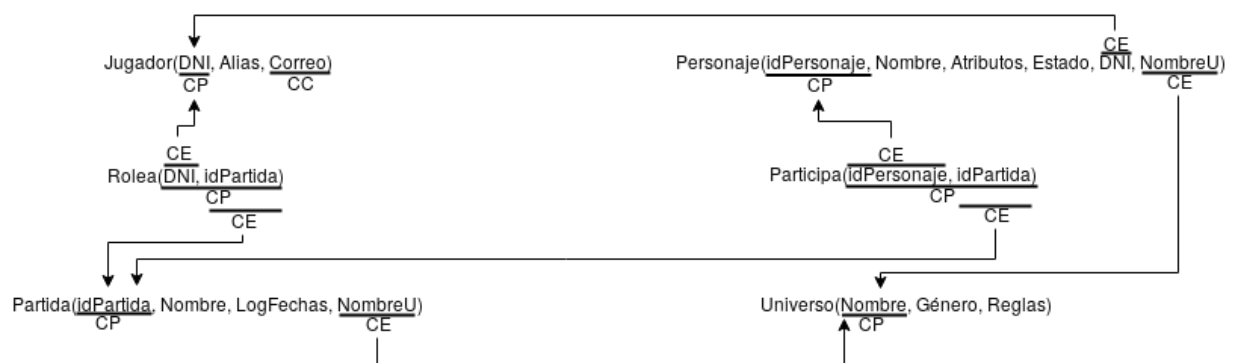 CE
Jugador(DNI, Alias, Correo)
Personaje(idPersonaje, Nombre, Atributos, Estado, DNI, NombreU)
CP
CC
CP
CE
CE
CE
Rolea(DNI, idPartida)
Participa(idPersonaje, idPartida)
CP
CP
CE
CE
Partida(idPartida, Nombre, LogFechas, NombreU)
Universo(Nombre, Género, Reglas)
CP
CE
CP